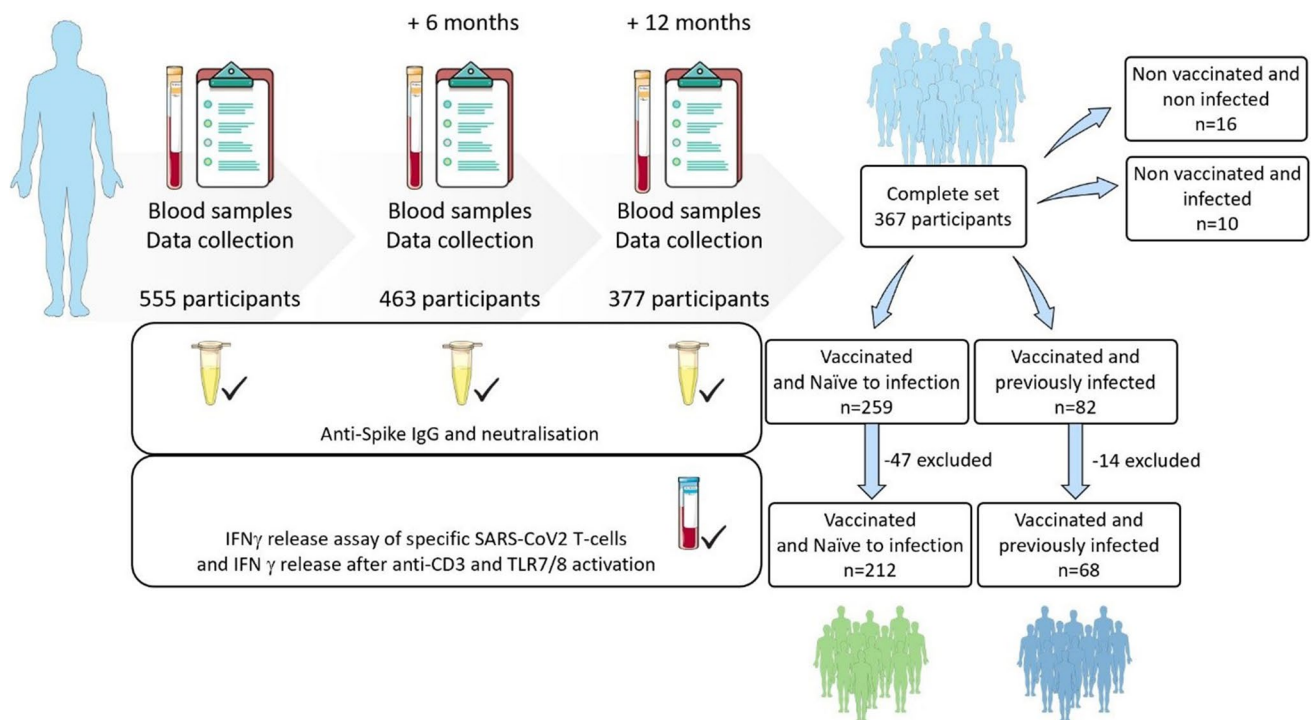 + 6 months
+ 12 months
Blood samples
Data collection
555 participants
Blood samples
Data collection
463 participants
Blood samples
Data collection
377 participants
Anti-Spike IgG and neutralisation
IFNγ release assay of specific SARS-CoV2 T-cells
and IFN γ release after anti-CD3 and TLR7/8 activation
Complete set
367 participants
Non vaccinated and
non infected
n=16
Non vaccinated and
infected
n=10
Vaccinated
and Naïve to infection
n=259
Vaccinated and
previously infected
n=82
-47 excluded
-14 excluded
Vaccinated
and Naïve to infection
n=212
Vaccinated and
previously infected
n=68